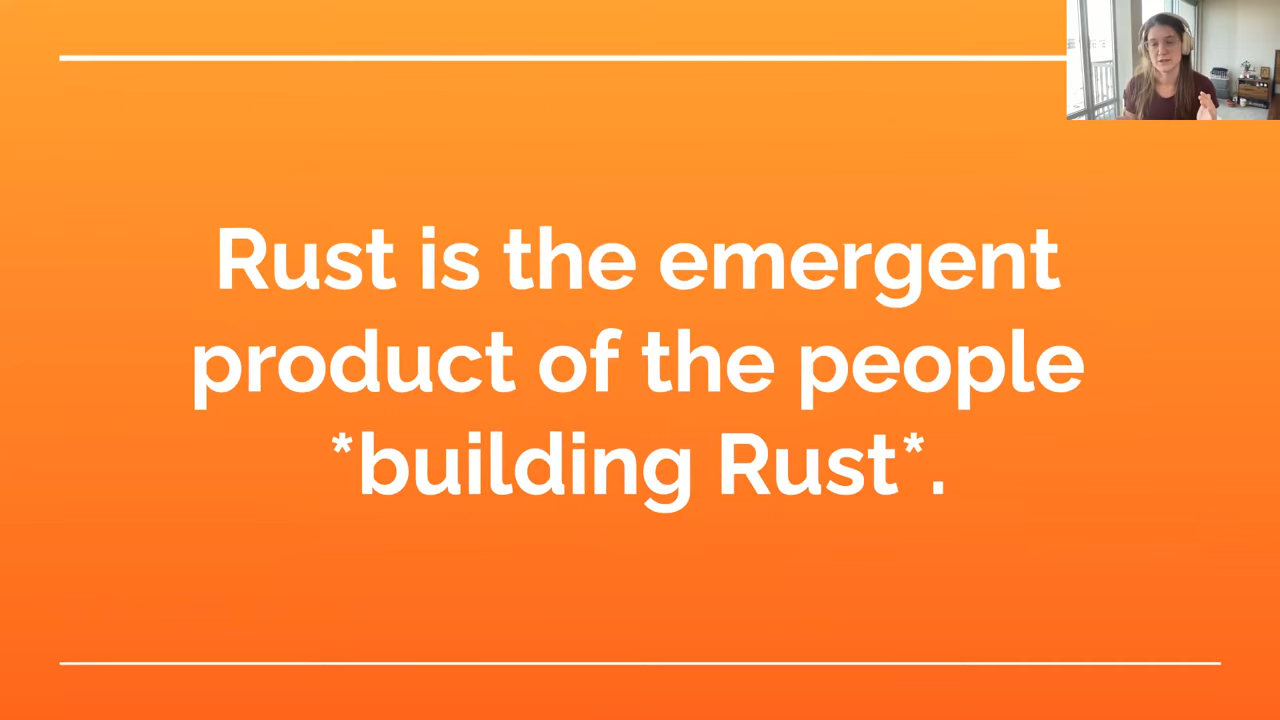 Rust is the emergent
product of the people
*building Rust*.